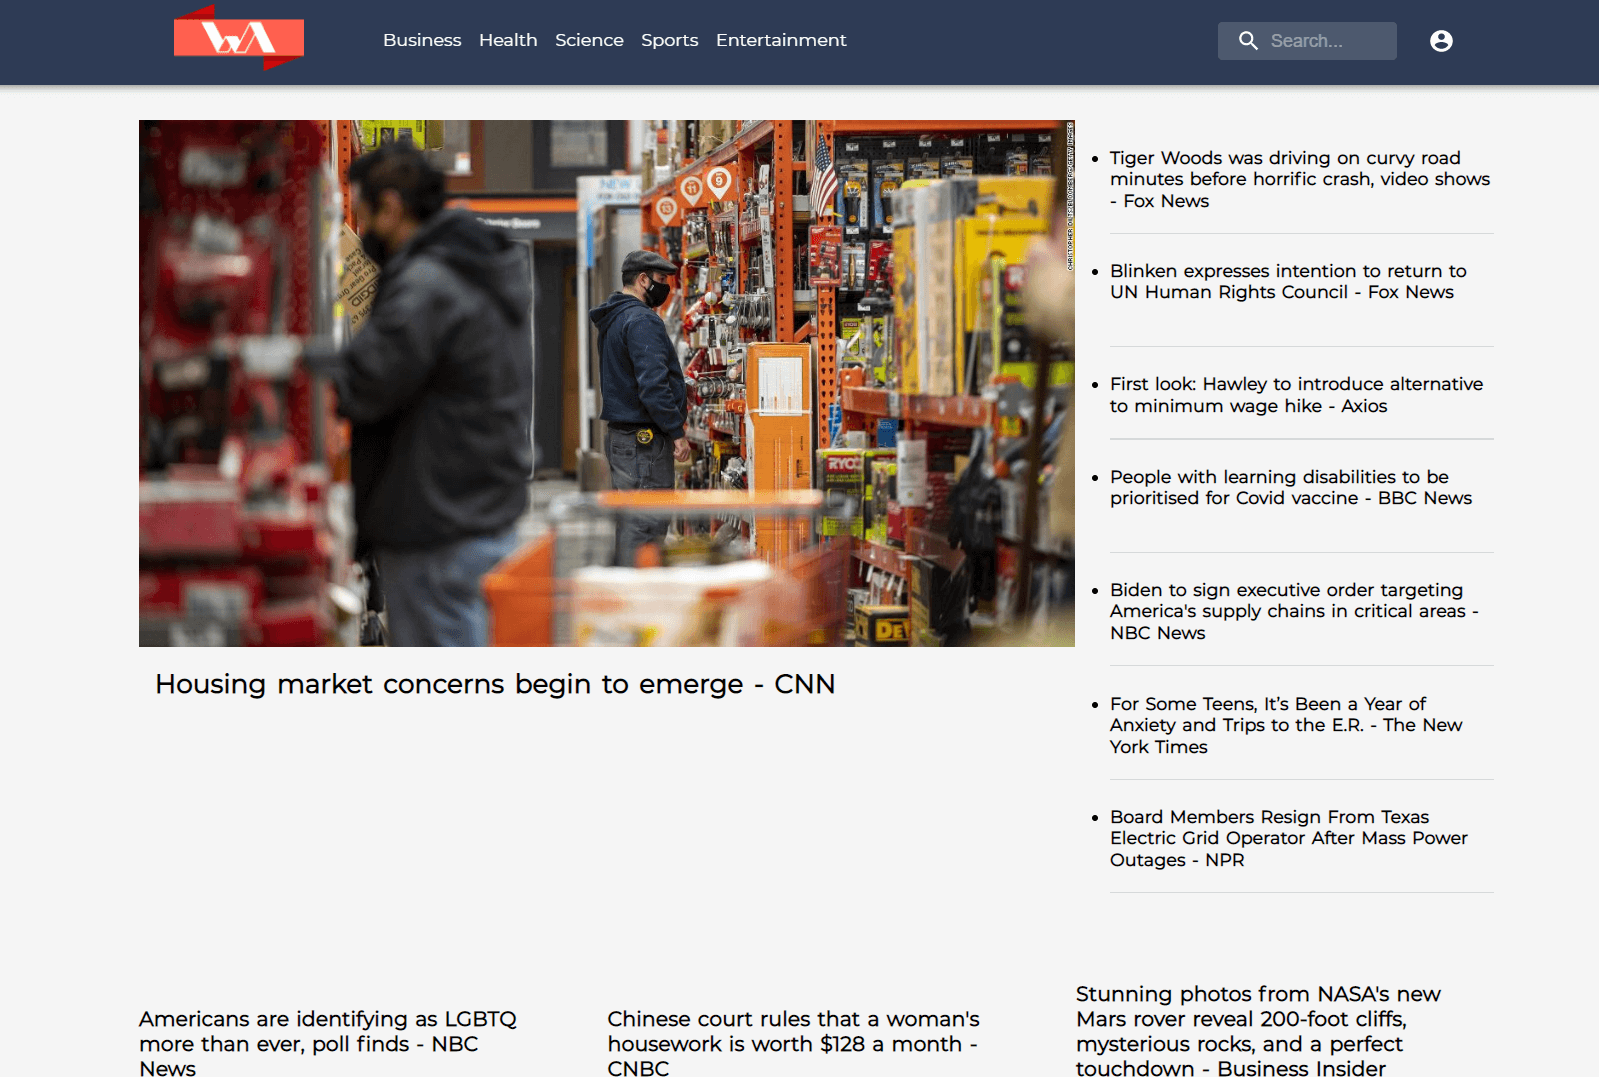 WA
Business Health Science Sports Entertainment
Search...
CHRISTOPHER DILTS/BLOOMBERG/GETTY IMAGES
NEW
11
9
13
RIDGID
RYOBI
DEW
Housing market concerns begin to emerge - CNN
Tiger Woods was driving on curvy road
minutes before horrific crash, video shows
- Fox News
Blinken expresses intention to return to
UN Human Rights Council - Fox News
First look: Hawley to introduce alternative
to minimum wage hike - Axios
People with learning disabilities to be
prioritised for Covid vaccine - BBC News
Biden to sign executive order targeting
America's supply chains in critical areas -
NBC News
For Some Teens, It’s Been a Year of
Anxiety and Trips to the E.R. - The New
York Times
Board Members Resign From Texas
Electric Grid Operator After Mass Power
Outages - NPR
Americans are identifying as LGBTQ
more than ever, poll finds - NBC
News
Chinese court rules that a woman's
housework is worth $128 a month -
CNBC
Stunning photos from NASA's new
Mars rover reveal 200-foot cliffs,
mysterious rocks, and a perfect
touchdown - Business Insider